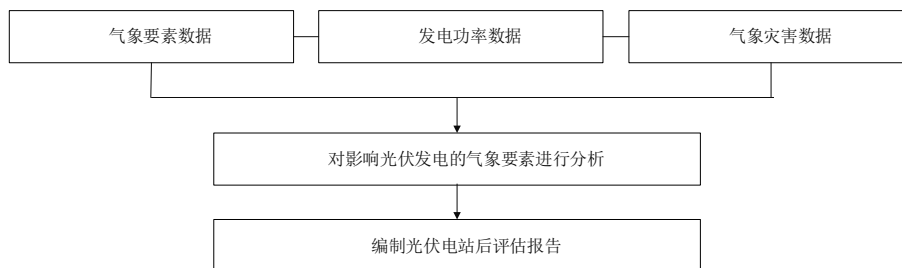 气象要素数据
发电功率数据
气象灾害数据
对影响光伏发电的气象要素进行分析
编制光伏电站后评估报告